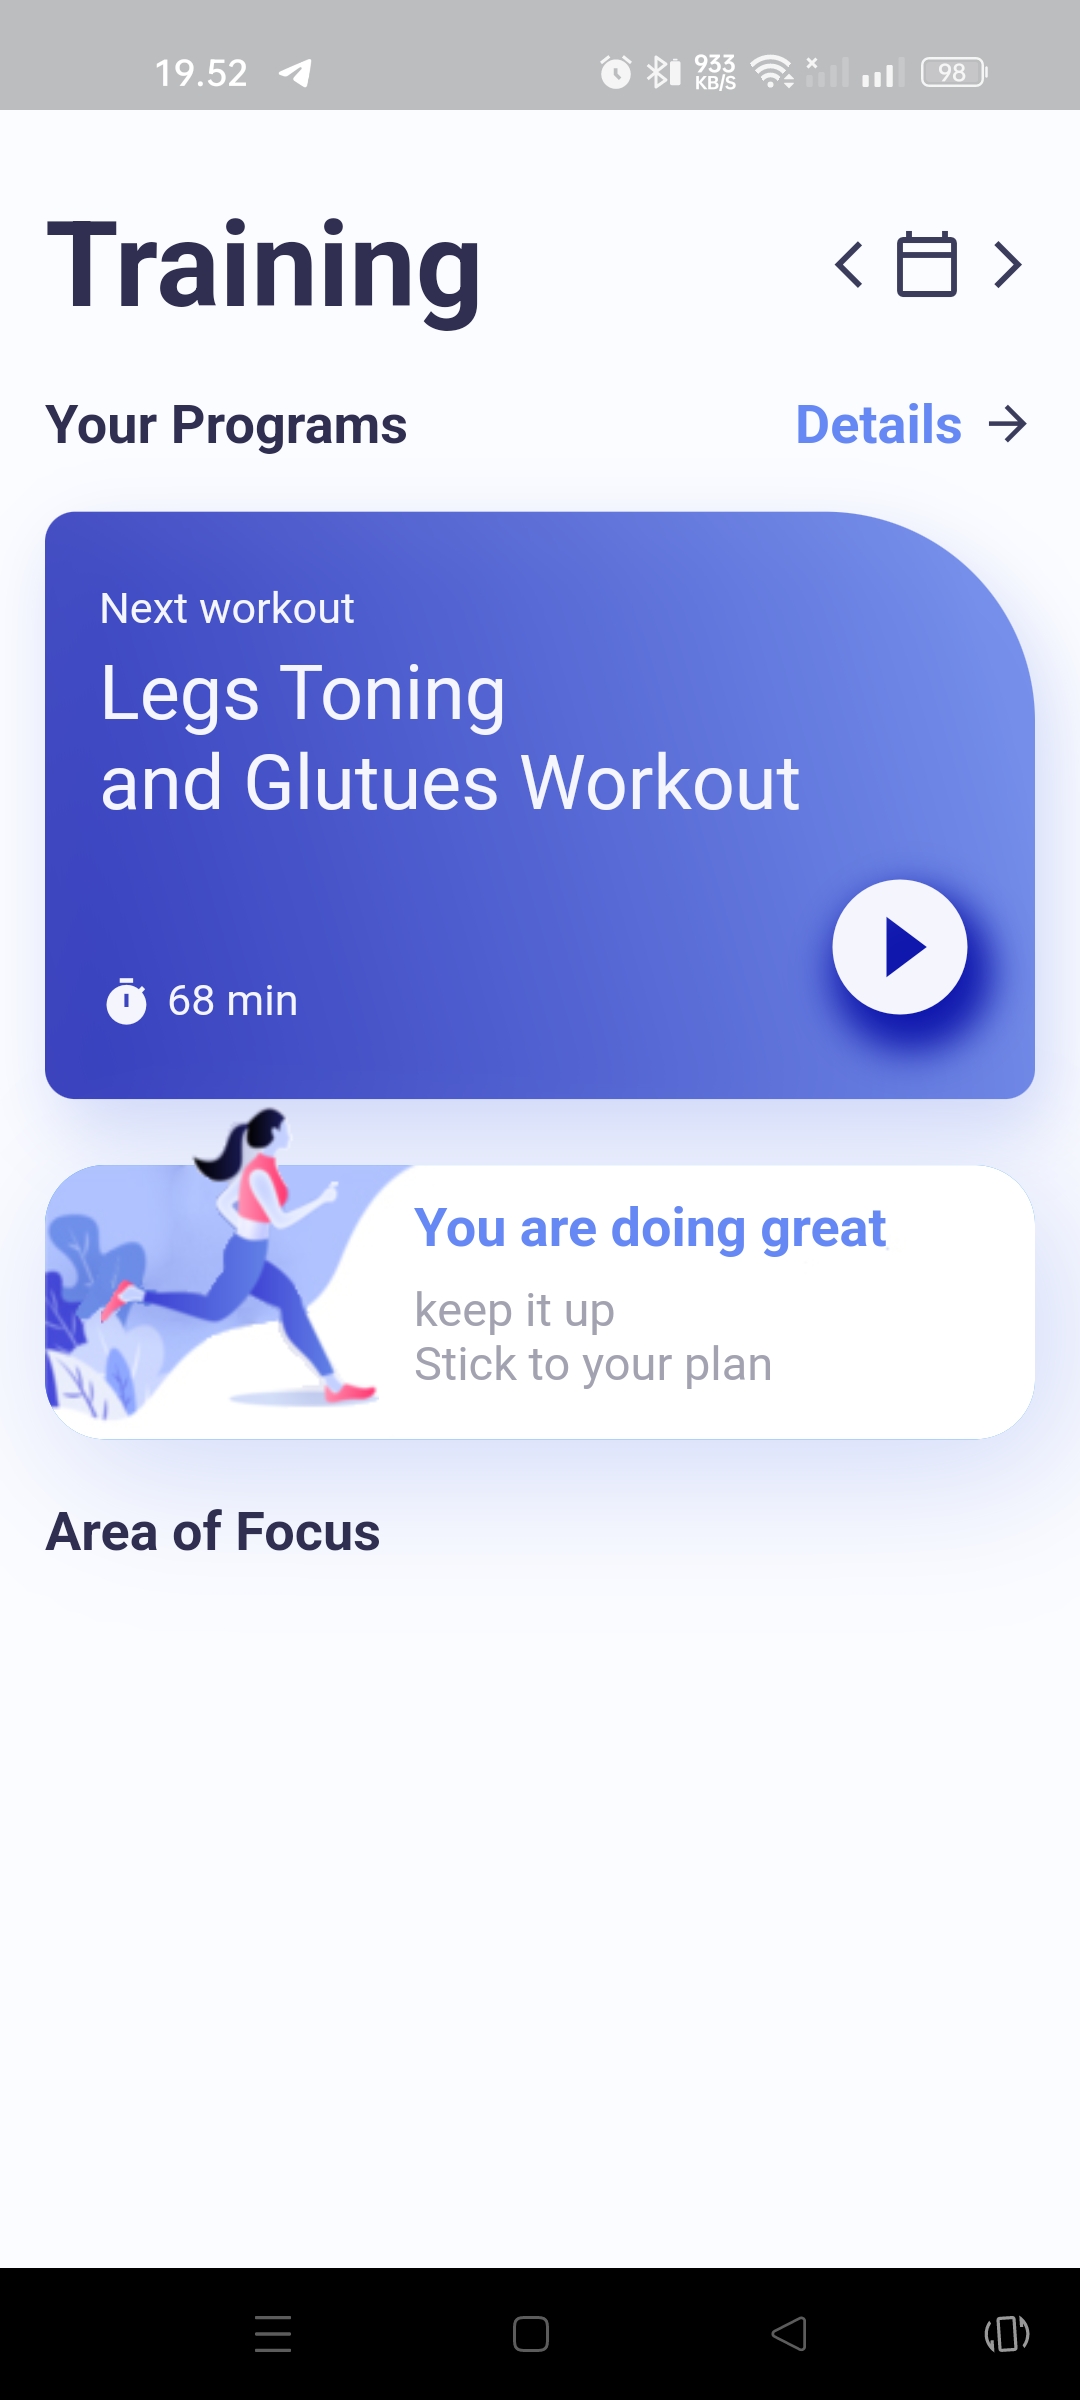 19.52
933
KB/S
98
Training
Your Programs
Details
Next workout
Legs Toning
and Glutues Workout
68 min
You are doing great
keep it up
Stick to your plan
Area of Focus